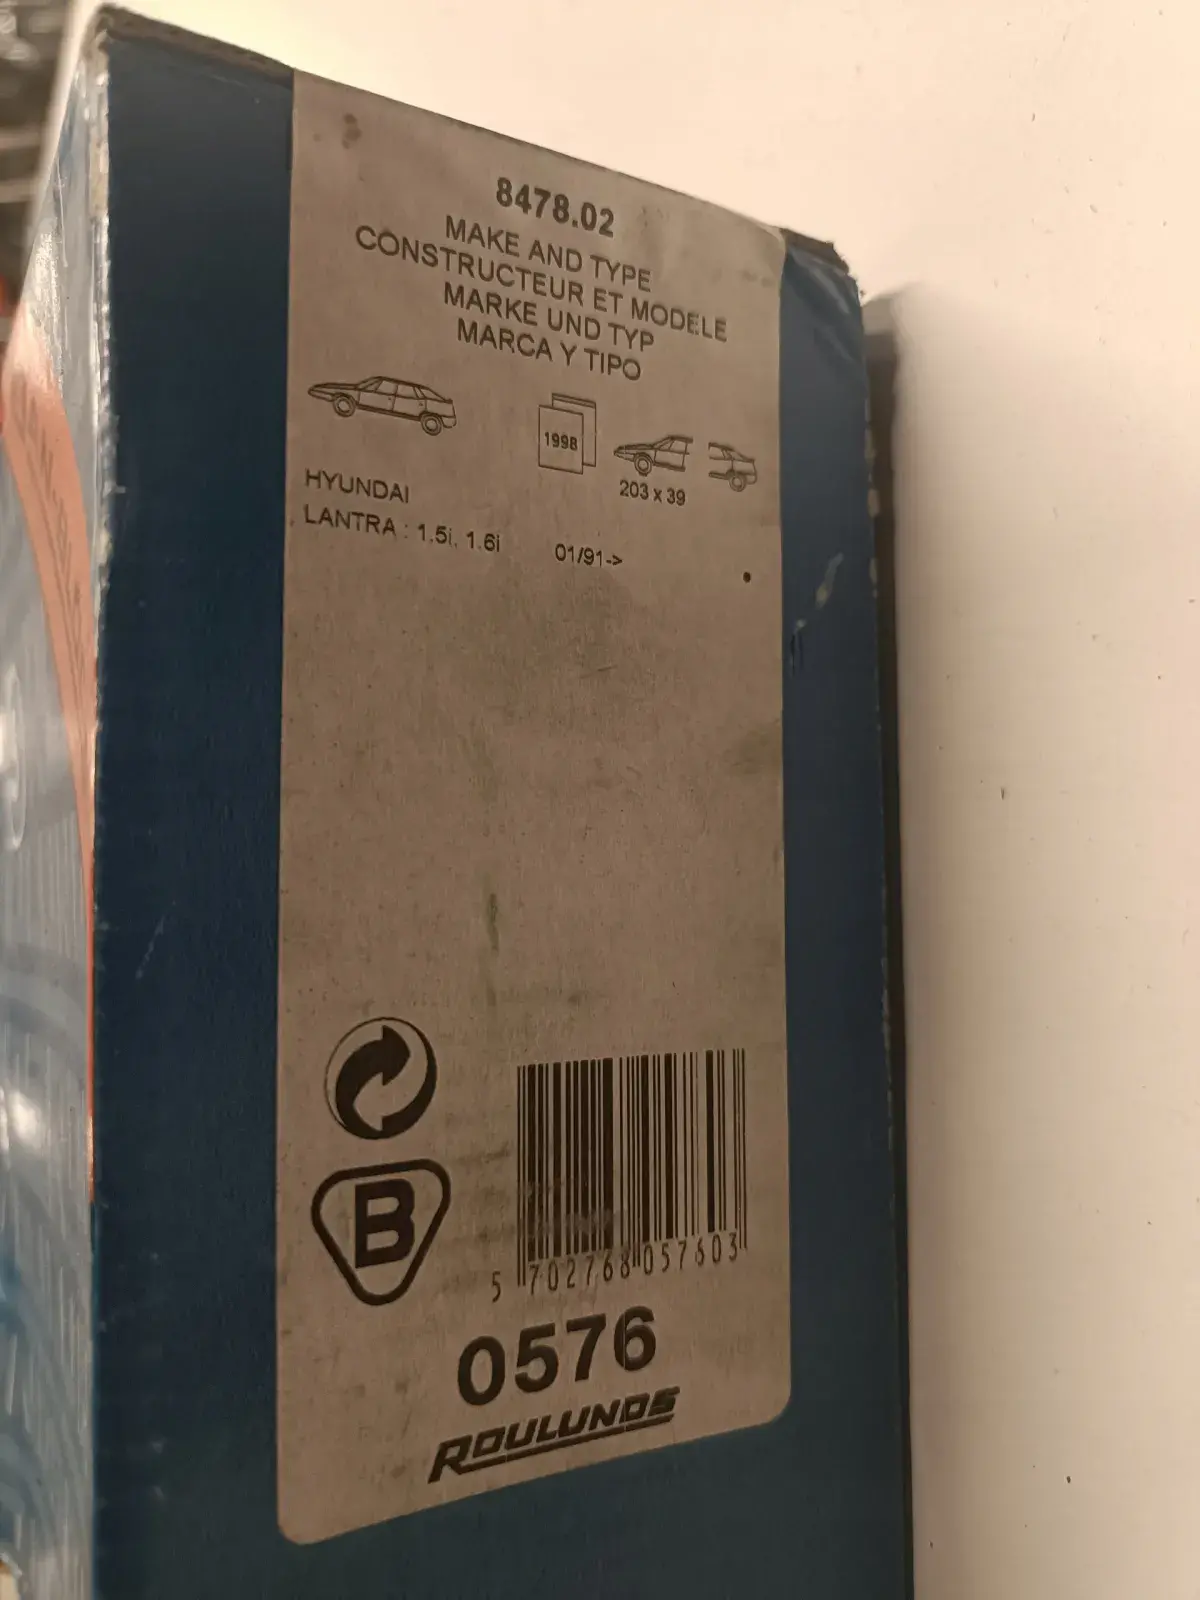 8478.02
MAKE AND TYPE
CONSTRUCTEUR ET MODELE
MARKE UND TYP
MARCA Y TIPO
1998
203 x 39
HYUNDAI
LANTRA : 1.5i, 1.6i 01/91->
B
5 702768 057603
0576
ROULUNDS